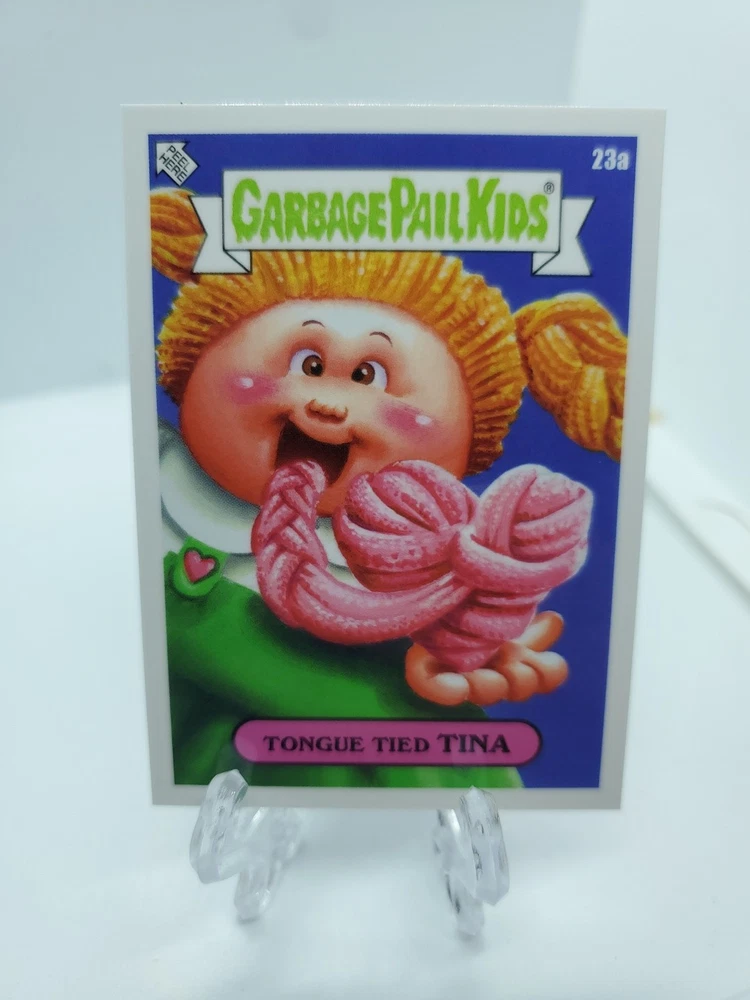 PEEL
HERE
23a
GARBAGE PAIL KIDS®
TONGUE TIED TINA